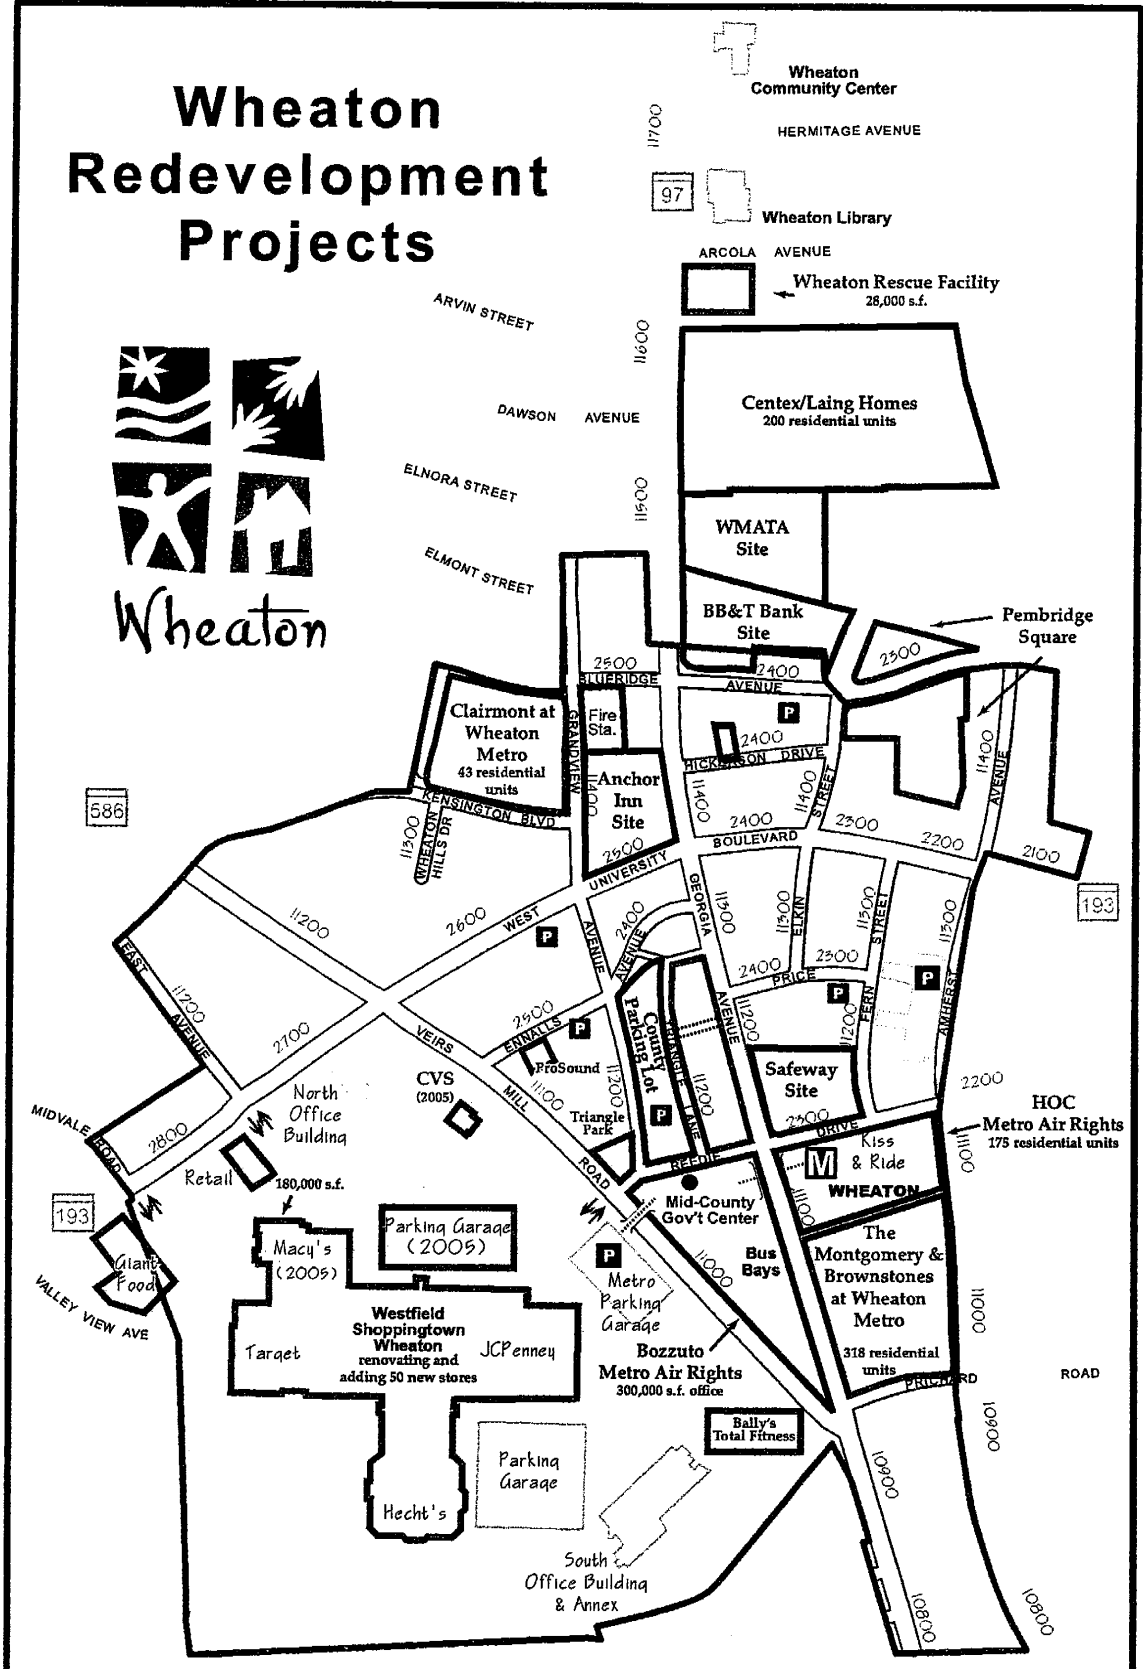 Wheaton
Redevelopment
Projects
Wheaton
Community Center
HERMITAGE AVENUE
11700
97
Wheaton Library
ARCOLA AVENUE
Wheaton Rescue Facility
28,000 s.f.
ARVIN STREET
11600
Centex/Laing Homes
200 residential units
DAWSON AVENUE
ELNORA STREET
11500
WMATA
Site
ELMONT STREET
Wheaton
BB&T Bank
Site
Pembridge
Square
2300
2500
BLUERIDGE
2400
AVENUE
Clairmont at
Wheaton
Metro
43 residential
units
GRANDVIEW
Fire
Sta.
P
2400
HICKERSON DRIVE
11400
AVENUE
586
KENSINGTON BLVD
11300
WHEATON
HILLS DR
11400
Anchor
Inn
Site
11400
11400
STREET
2500
UNIVERSITY
2400
BOULEVARD
2300
2200
2100
193
11200
2600
WEST
P
AVENUE
2400
AVENUE
GEORGIA
11300
11300
ELKIN
11300
STREET
11300
2300
2400
PRICE
P
P
EAST
11200
AVENUE
2700
VEIRS
2500
ENNALLS
P
County
Parking Lot
TRIANGLE
AVENUE
11200
11200
FERN
AMHERST
ProSound
CVS
(2005)
MILL
11100
11200
P
11200
LANE
Safeway
Site
2300
DRIVE
2200
HOC
Metro Air Rights
175 residential units
MIDVALE
ROAD
2800
North
Office
Building
Triangle
Park
ROAD
REEDIE
Kiss
& Ride
M
WHEATON
11100
11100
Retail
180,000 s.f.
193
Mid-County
Gov't Center
Giant
Food
VALLEY VIEW AVE
Macy's
(2005)
Parking Garage
(2005)
P
Metro
Parking
Garage
11000
Bus
Bays
The
Montgomery &
Brownstones
at Wheaton
Metro
318 residential
units
11000
Target
Westfield
Shoppingtown
Wheaton
renovating and
adding 50 new stores
JCPenney
Bozzuto
Metro Air Rights
300,000 s.f. office
PRICHARD
ROAD
Bally's
Total Fitness
10900
10900
Hecht's
Parking
Garage
South
Office Building
& Annex
10800
10800